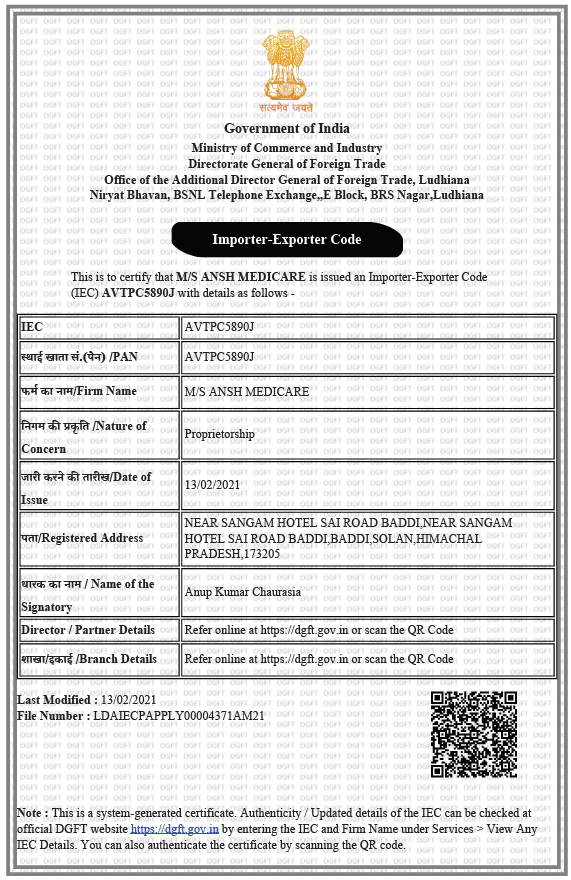 सत्यमेव जयते
Government of India
Ministry of Commerce and Industry
Directorate General of Foreign Trade
Office of the Additional Director General of Foreign Trade, Ludhiana
Niryat Bhavan, BSNL Telephone Exchange,,E Block, BRS Nagar,Ludhiana
Importer-Exporter Code
This is to certify that M/S ANSH MEDICARE is issued an Importer-Exporter Code
(IEC) AVTPC5890J with details as follows -
IEC AVTPC5890J
स्थाई खाता सं.(पैन) /PAN AVTPC5890J
फर्म का नाम/Firm Name M/S ANSH MEDICARE
निगम की प्रकृति /Nature of
Concern
Proprietorship
जारी करने की तारीख/Date of
Issue
13/02/2021
पता/Registered Address
NEAR SANGAM HOTEL SAI ROAD BADDI,NEAR SANGAM
HOTEL SAI ROAD BADDI,BADDI,SOLAN,HIMACHAL
PRADESH,173205
धारक का नाम / Name of the
Signatory
Anup Kumar Chaurasia
Director / Partner Details Refer online at https://dgft.gov.in or scan the QR Code
शाखा/इकाई /Branch Details Refer online at https://dgft.gov.in or scan the QR Code
Last Modified : 13/02/2021
File Number : LDAIECPAPPLY00004371AM21
Note : This is a system-generated certificate. Authenticity / Updated details of the IEC can be checked at
official DGFT website https://dgft.gov.in by entering the IEC and Firm Name under Services > View Any
IEC Details. You can also authenticate the certificate by scanning the QR code.